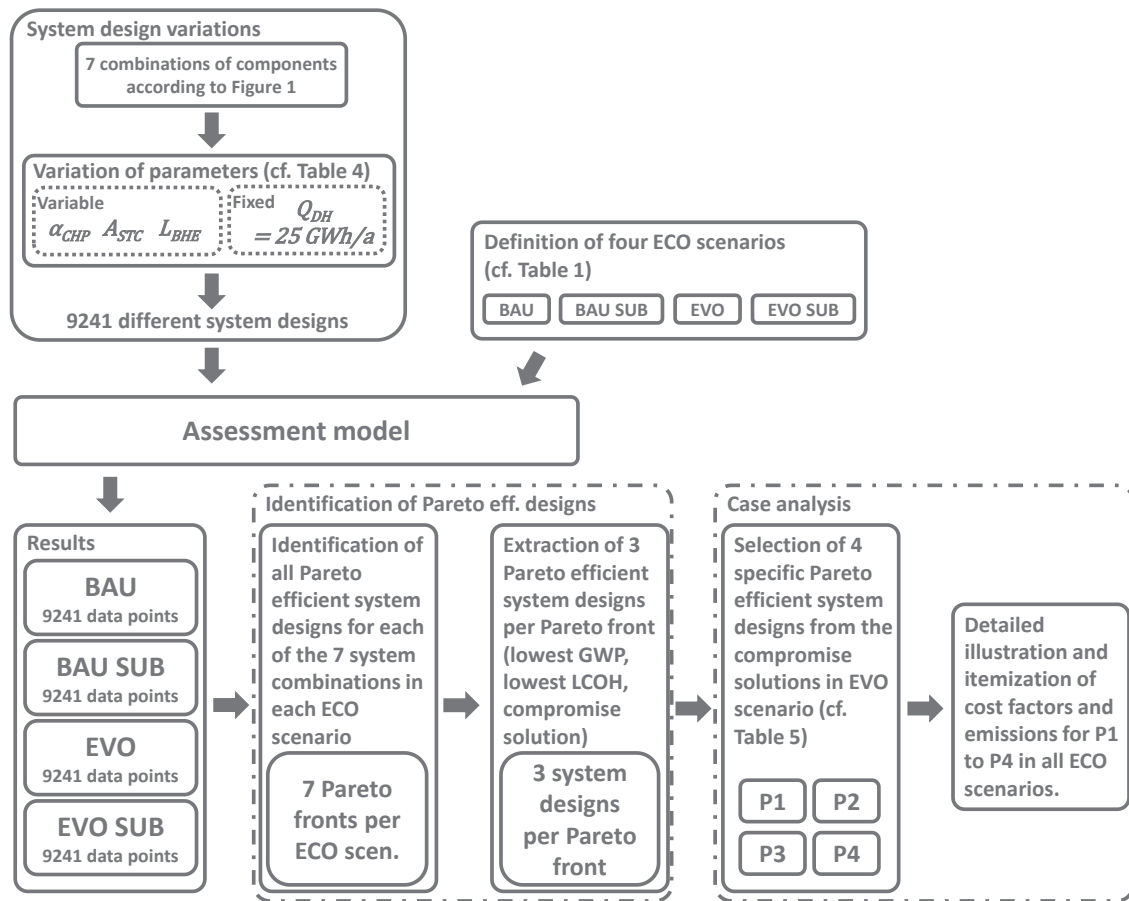 System design variations
7 combinations of components
according to Figure 1
Variation of parameters (cf. Table 4)
Variable
α_CHP A_STC L_BHE
Fixed
Q_DH
= 25 GWh/a
9241 different system designs
Definition of four ECO scenarios
(cf. Table 1)
BAU
BAU SUB
EVO
EVO SUB
Assessment model
Results
BAU
9241 data points
BAU SUB
9241 data points
EVO
9241 data points
EVO SUB
9241 data points
Identification of Pareto eff. designs
Identification of
all Pareto
efficient system
designs for each
of the 7 system
combinations in
each ECO
scenario
7 Pareto
fronts per
ECO scen.
Extraction of 3
Pareto efficient
system designs
per Pareto front
(lowest GWP,
lowest LCOH,
compromise
solution)
3 system
designs
per Pareto
front
Case analysis
Selection of 4
specific Pareto
efficient system
designs from the
compromise
solutions in EVO
scenario (cf.
Table 5)
P1
P2
P3
P4
Detailed
illustration and
itemization of
cost factors and
emissions for P1
to P4 in all ECO
scenarios.